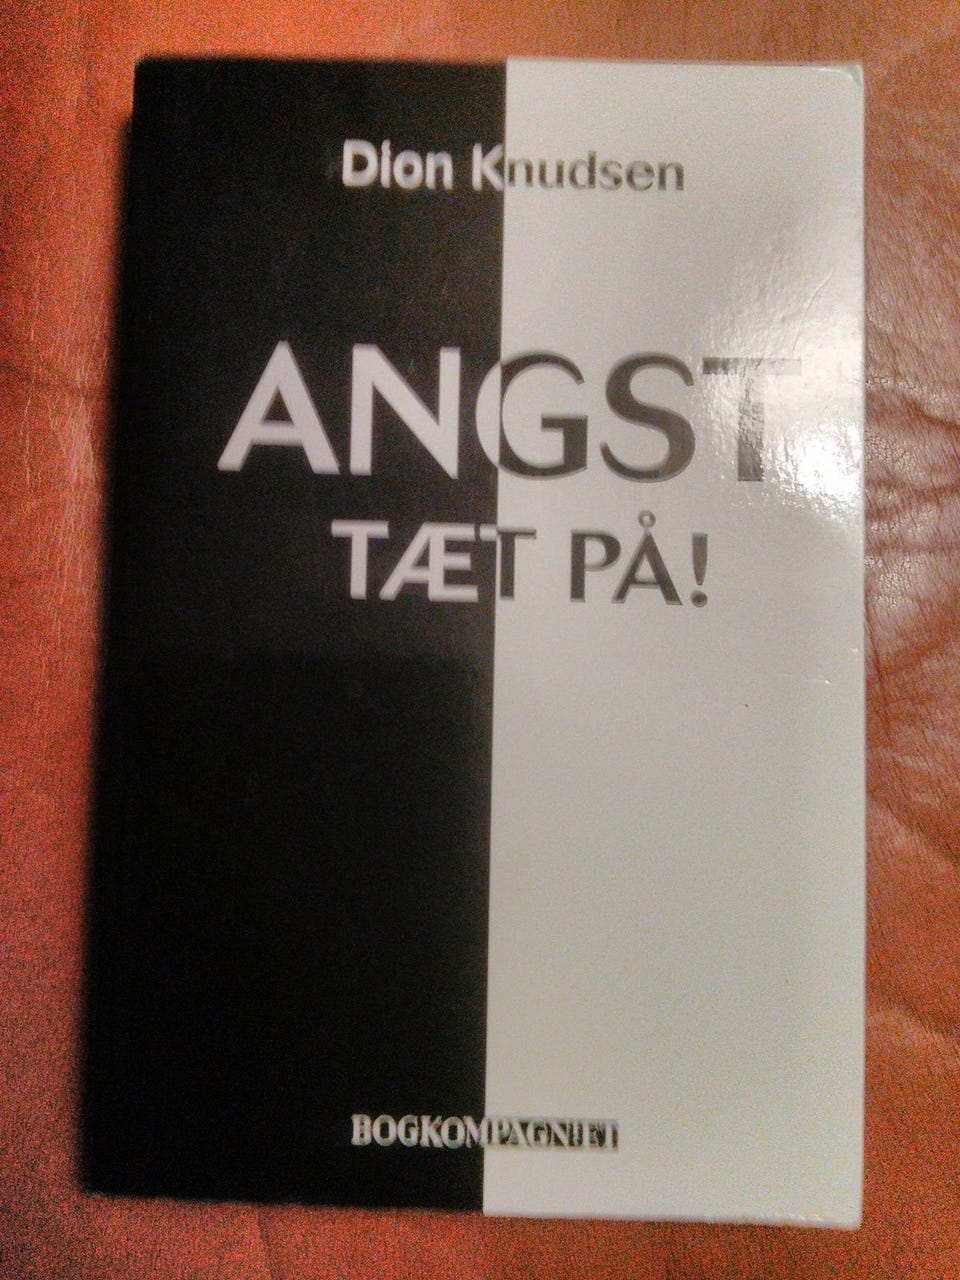 Dion Knudsen
ANGST
TÆT PÅ!
BOGKOMPAGNIET